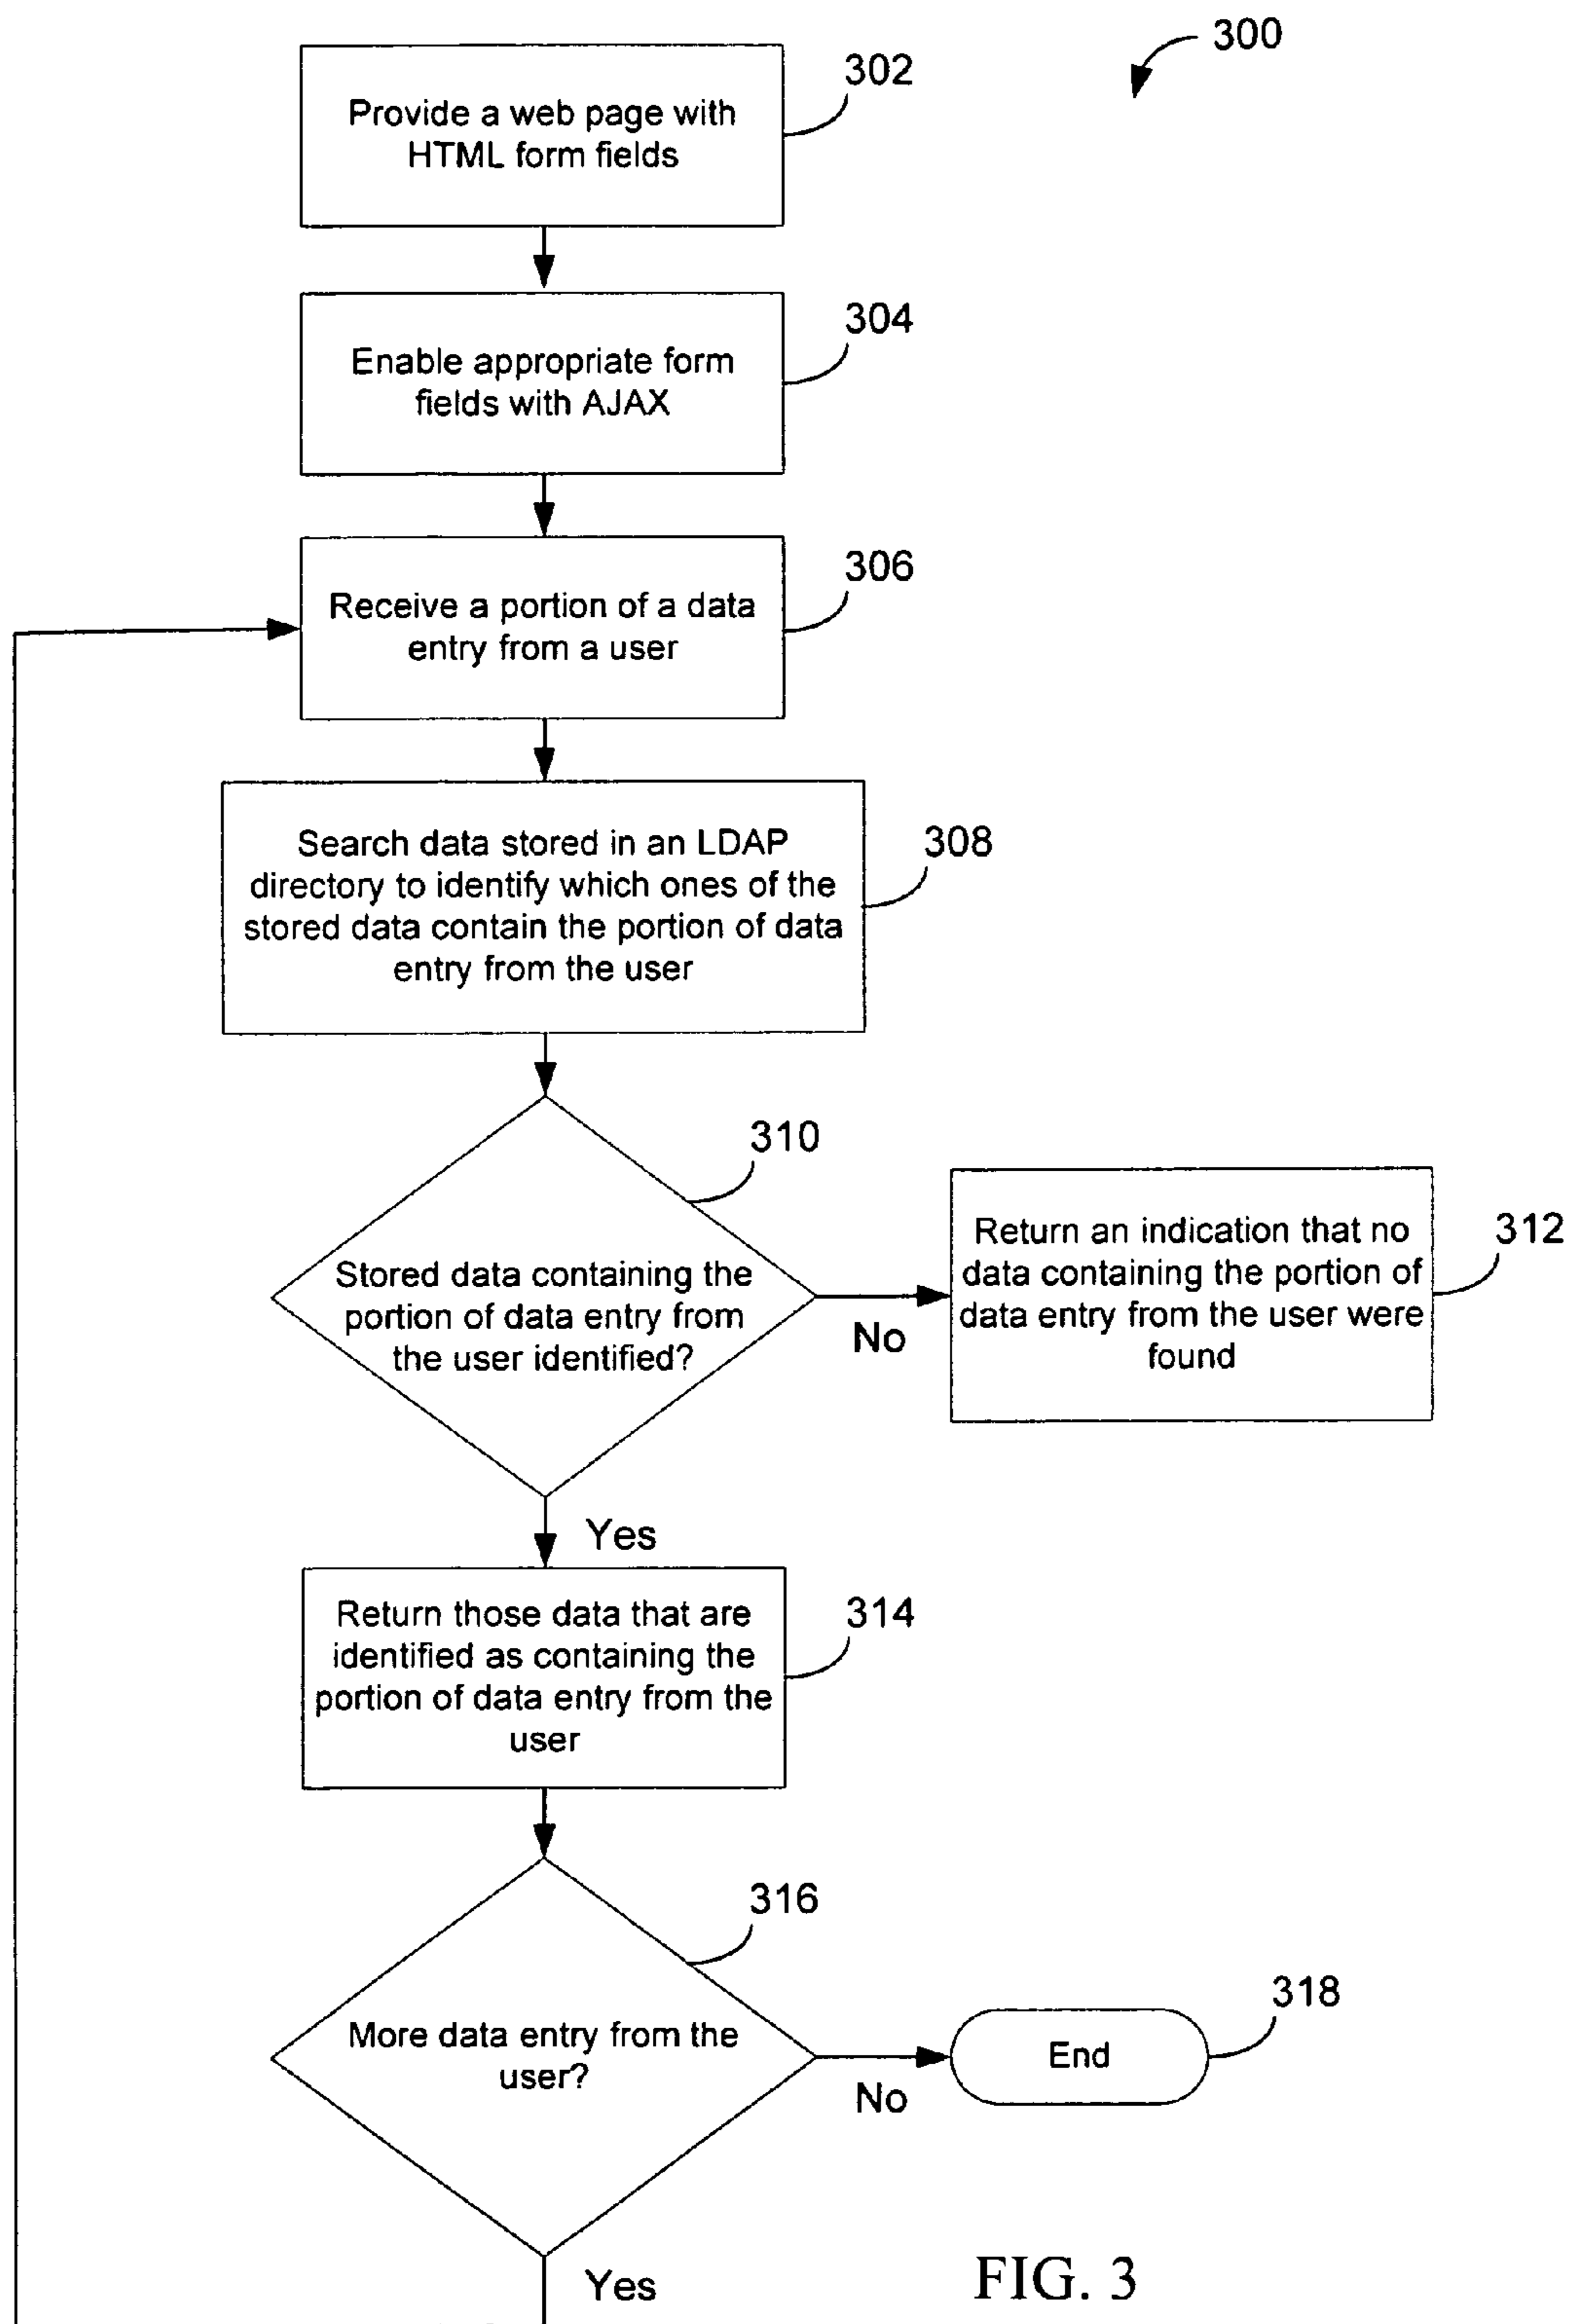 300
302
Provide a web page with
HTML form fields
304
Enable appropriate form
fields with AJAX
306
Receive a portion of a data
entry from a user
308
Search data stored in an LDAP
directory to identify which ones of the
stored data contain the portion of data
entry from the user
310
Stored data containing the
portion of data entry from
the user identified?
No
312
Return an indication that no
data containing the portion of
data entry from the user were
found
Yes
314
Return those data that are
identified as containing the
portion of data entry from the
user
316
More data entry from the
user?
No
318
End
Yes
FIG. 3